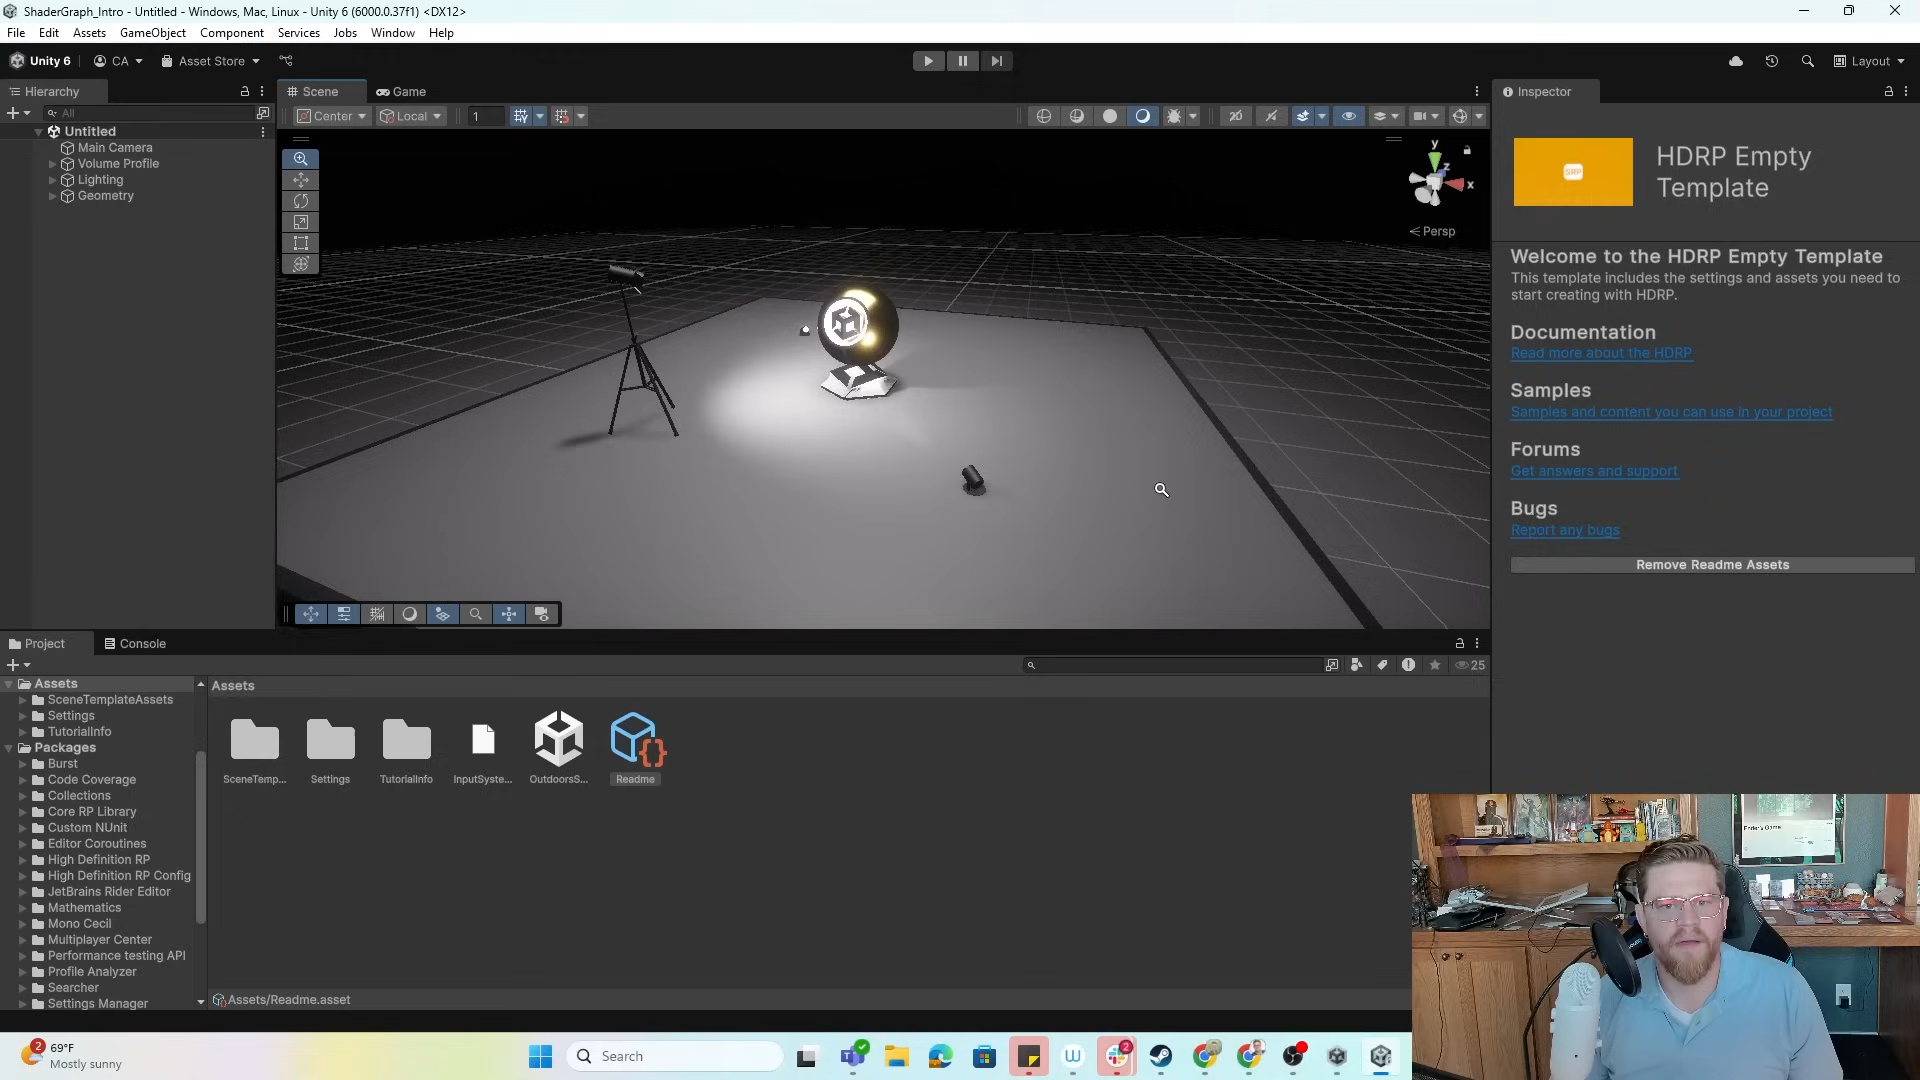 ShaderGraph_Intro - Untitled - Windows, Mac, Linux - Unity 6 (6000.0.37f1) <DX12>
File Edit Assets GameObject Component Services Jobs Window Help
Unity 6 CA Asset Store Layout
Hierarchy
All
Untitled
Main Camera
Volume Profile
Lighting
Geometry
Scene Game
Center Local 1 2D
y
z
x
Persp
Inspector
SRP
HDRP Empty
Template
Welcome to the HDRP Empty Template
This template includes the settings and assets you need to
start creating with HDRP.
Documentation
Read more about the HDRP
Samples
Samples and content you can use in your project
Forums
Get answers and support
Bugs
Report any bugs
Remove Readme Assets
Project Console
25
Assets
SceneTemplateAssets
Settings
TutorialInfo
Packages
Burst
Code Coverage
Collections
Core RP Library
Custom NUnit
Editor Coroutines
High Definition RP
High Definition RP Config
JetBrains Rider Editor
Mathematics
Mono Cecil
Multiplayer Center
Performance testing API
Profile Analyzer
Searcher
Settings Manager
Assets
SceneTemp...
Settings
TutorialInfo
InputSyste...
OutdoorsS...
Readme
Assets/Readme.asset
Ender's Game
2
69°F
Mostly sunny
Search
2